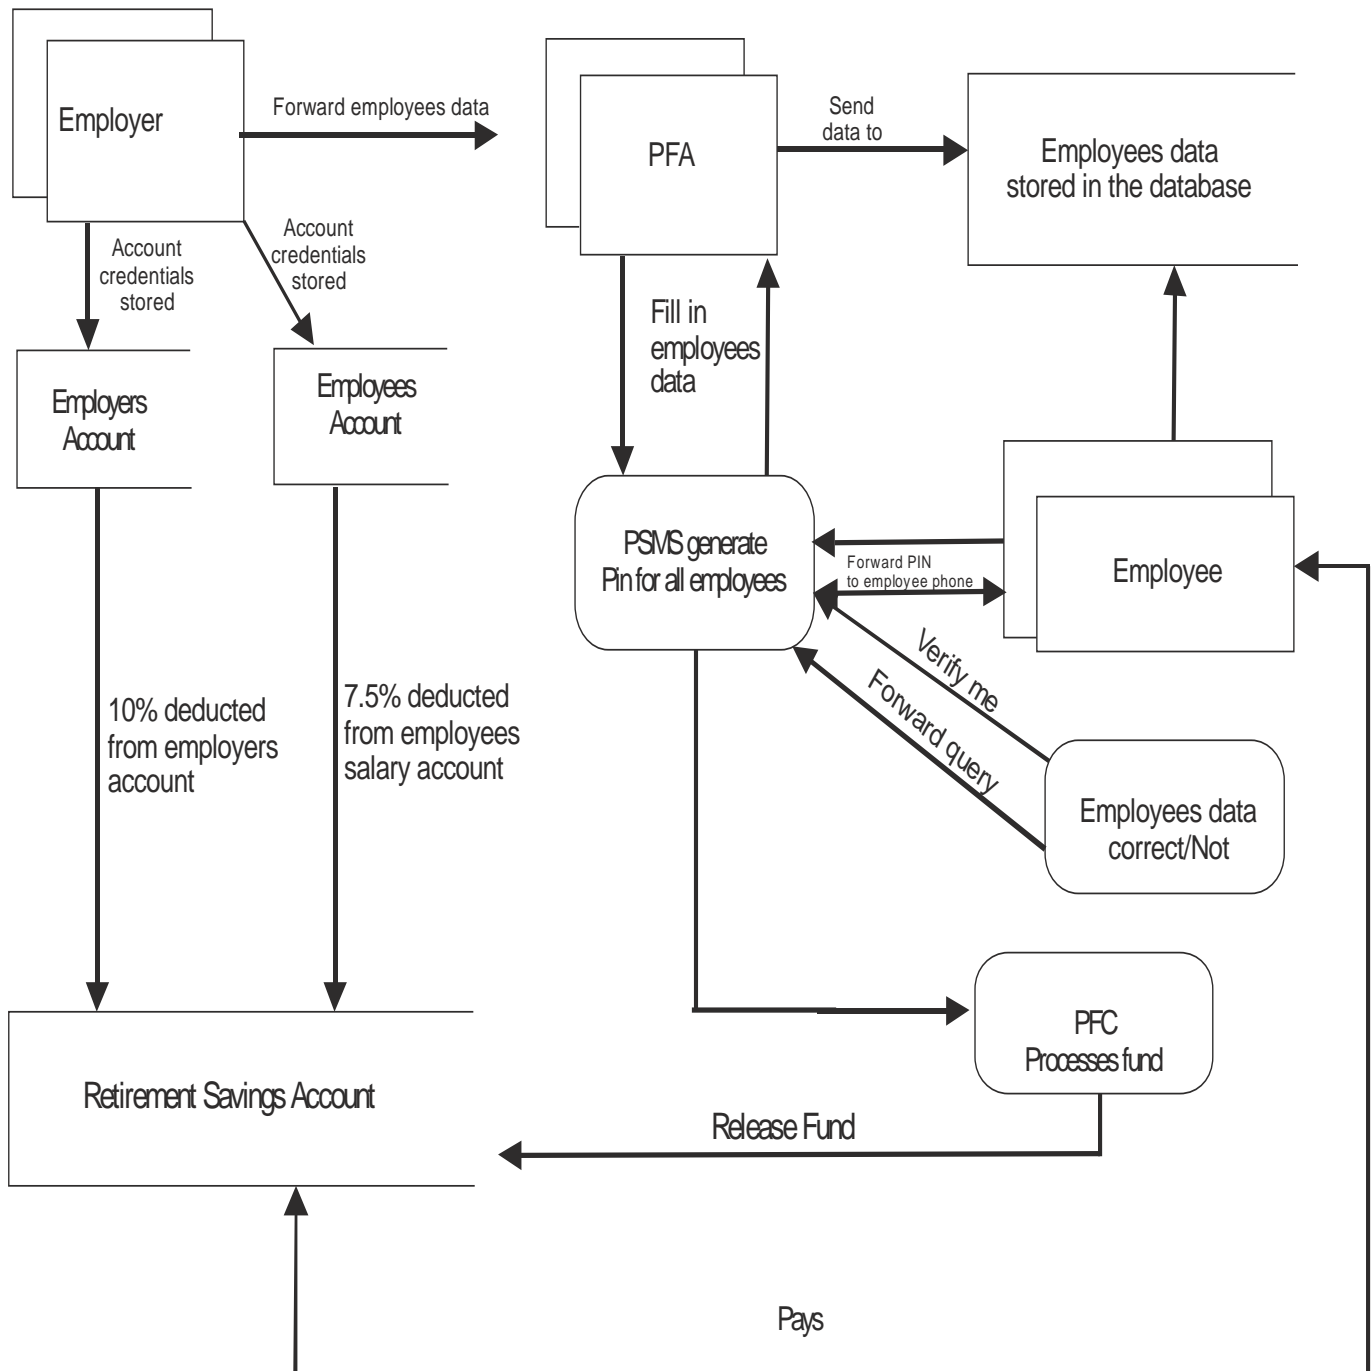 Employer
Forward employees data
PFA
Send
data to
Employees data
stored in the database
Account
credentials
stored
Account
credentials
stored
Fill in
employees
data
Employers
Account
Employees
Account
PSMS generate
Pin for all employees
Forward PIN
to employee phone
Employee
Verify me
Forward query
10% deducted
from employers
account
7.5% deducted
from employees
salary account
Employees data
correct/Not
PFC
Processes fund
Retirement Savings Account
Release Fund
Pays